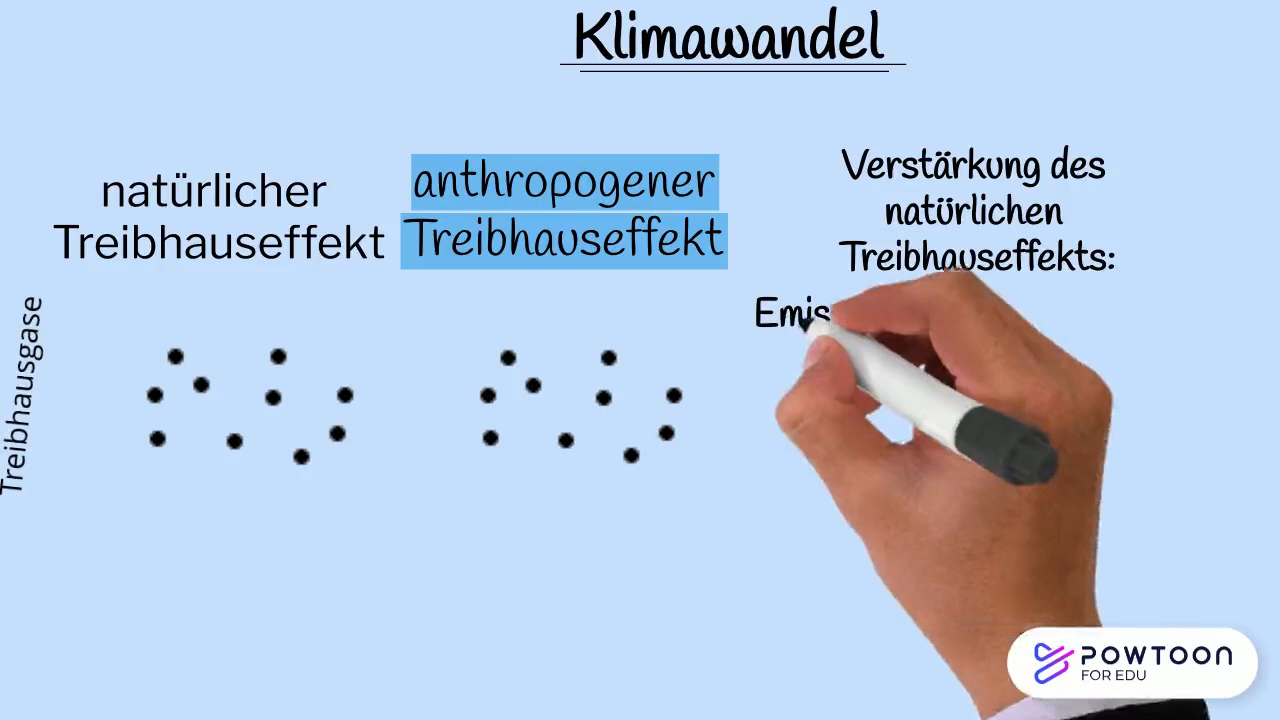 Klimawandel
natürlicher
Treibhauseffekt
anthropogener
Treibhauseffekt
Verstärkung des
natürlichen
Treibhauseffekts:
Emis
Treibhausgase
POWTOON
FOR EDU